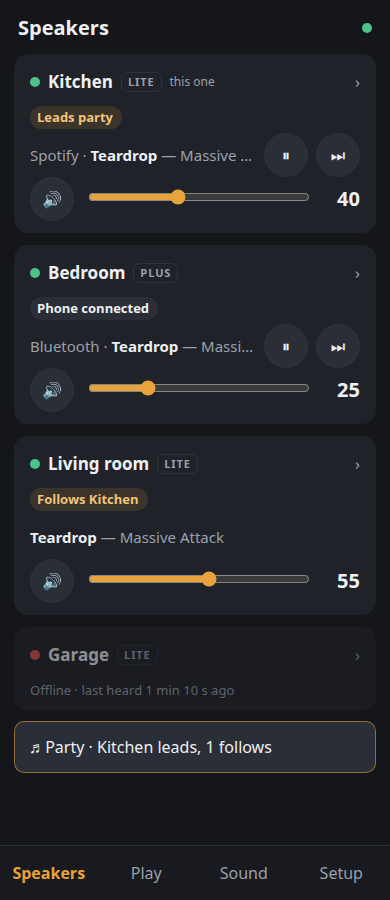 Speakers
Kitchen LITE this one ›
Leads party
Spotify · Teardrop — Massive ...
40
Bedroom PLUS ›
Phone connected
Bluetooth · Teardrop — Massi...
25
Living room LITE ›
Follows Kitchen
Teardrop — Massive Attack
55
Garage LITE ›
Offline · last heard 1 min 10 s ago
♬ Party · Kitchen leads, 1 follows
Speakers Play Sound Setup